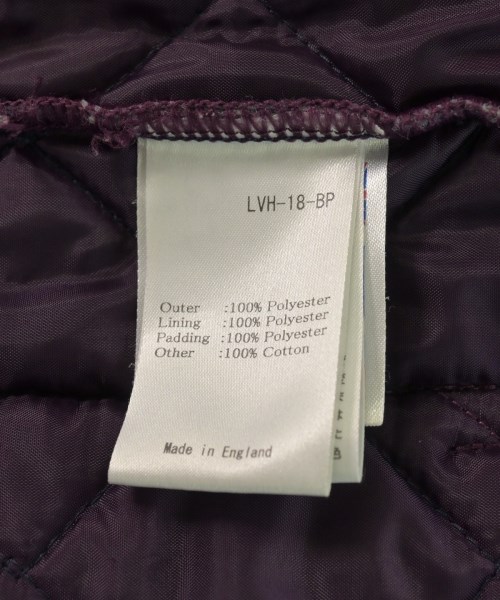 LVH-18-BP
Outer :100% Polyester
Lining :100% Polyester
Padding :100% Polyester
Other :100% Cotton
Made in England